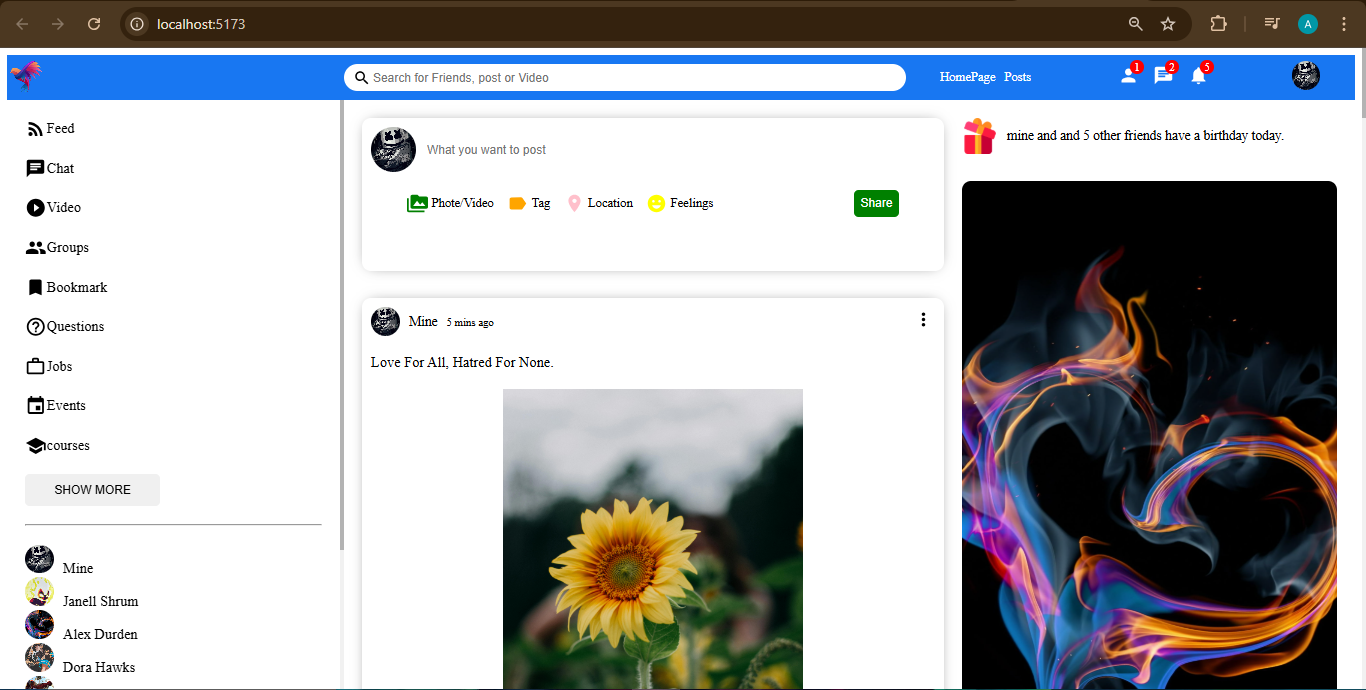 localhost:5173
A
Search for Friends, post or Video
HomePage Posts
1
2
5
Feed
Chat
Video
Groups
Bookmark
Questions
Jobs
Events
courses
SHOW MORE
Mine
Janell Shrum
Alex Durden
Dora Hawks
What you want to post
Phote/Video Tag Location Feelings Share
Mine 5 mins ago
Love For All, Hatred For None.
mine and and 5 other friends have a birthday today.